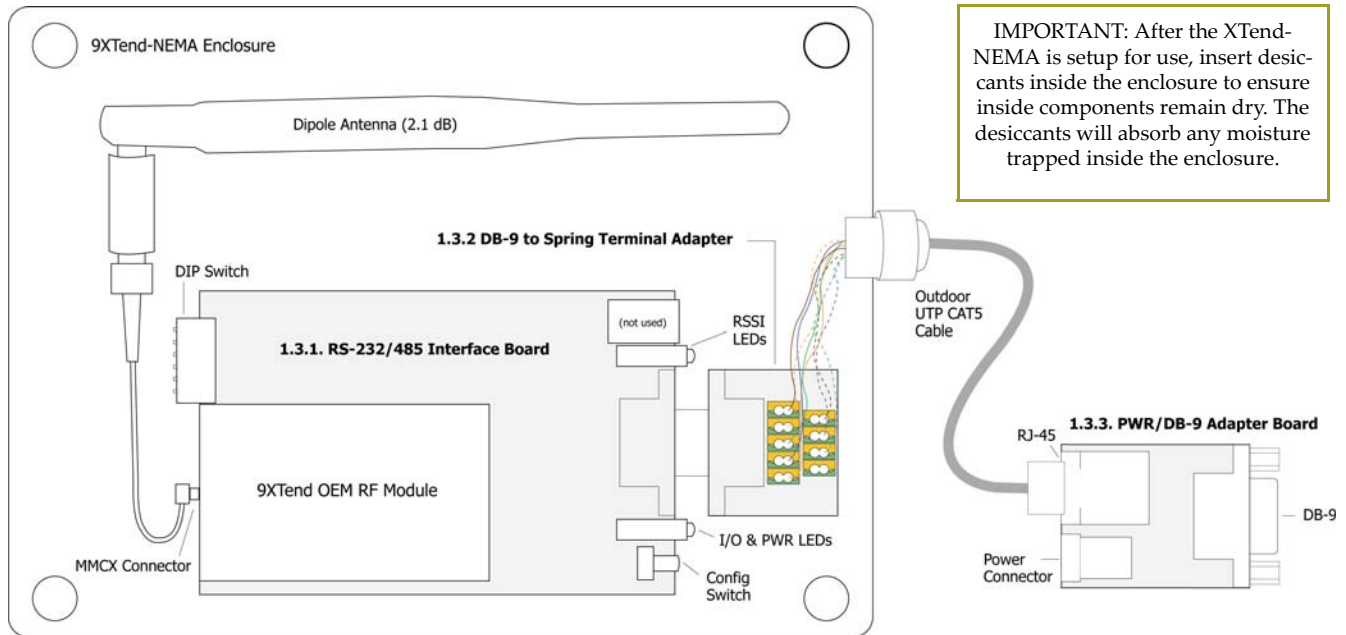 9XTend-NEMA Enclosure
IMPORTANT: After the XTend-
NEMA is setup for use, insert desic-
cants inside the enclosure to ensure
inside components remain dry. The
desiccants will absorb any moisture
trapped inside the enclosure.
Dipole Antenna (2.1 dB)
1.3.2 DB-9 to Spring Terminal Adapter
DIP Switch
Outdoor
UTP CAT5
Cable
(not used)
RSSI
LEDs
1.3.1. RS-232/485 Interface Board
1.3.3. PWR/DB-9 Adapter Board
RJ-45
9XTend OEM RF Module
DB-9
I/O & PWR LEDs
MMCX Connector
Power
Connector
Config
Switch